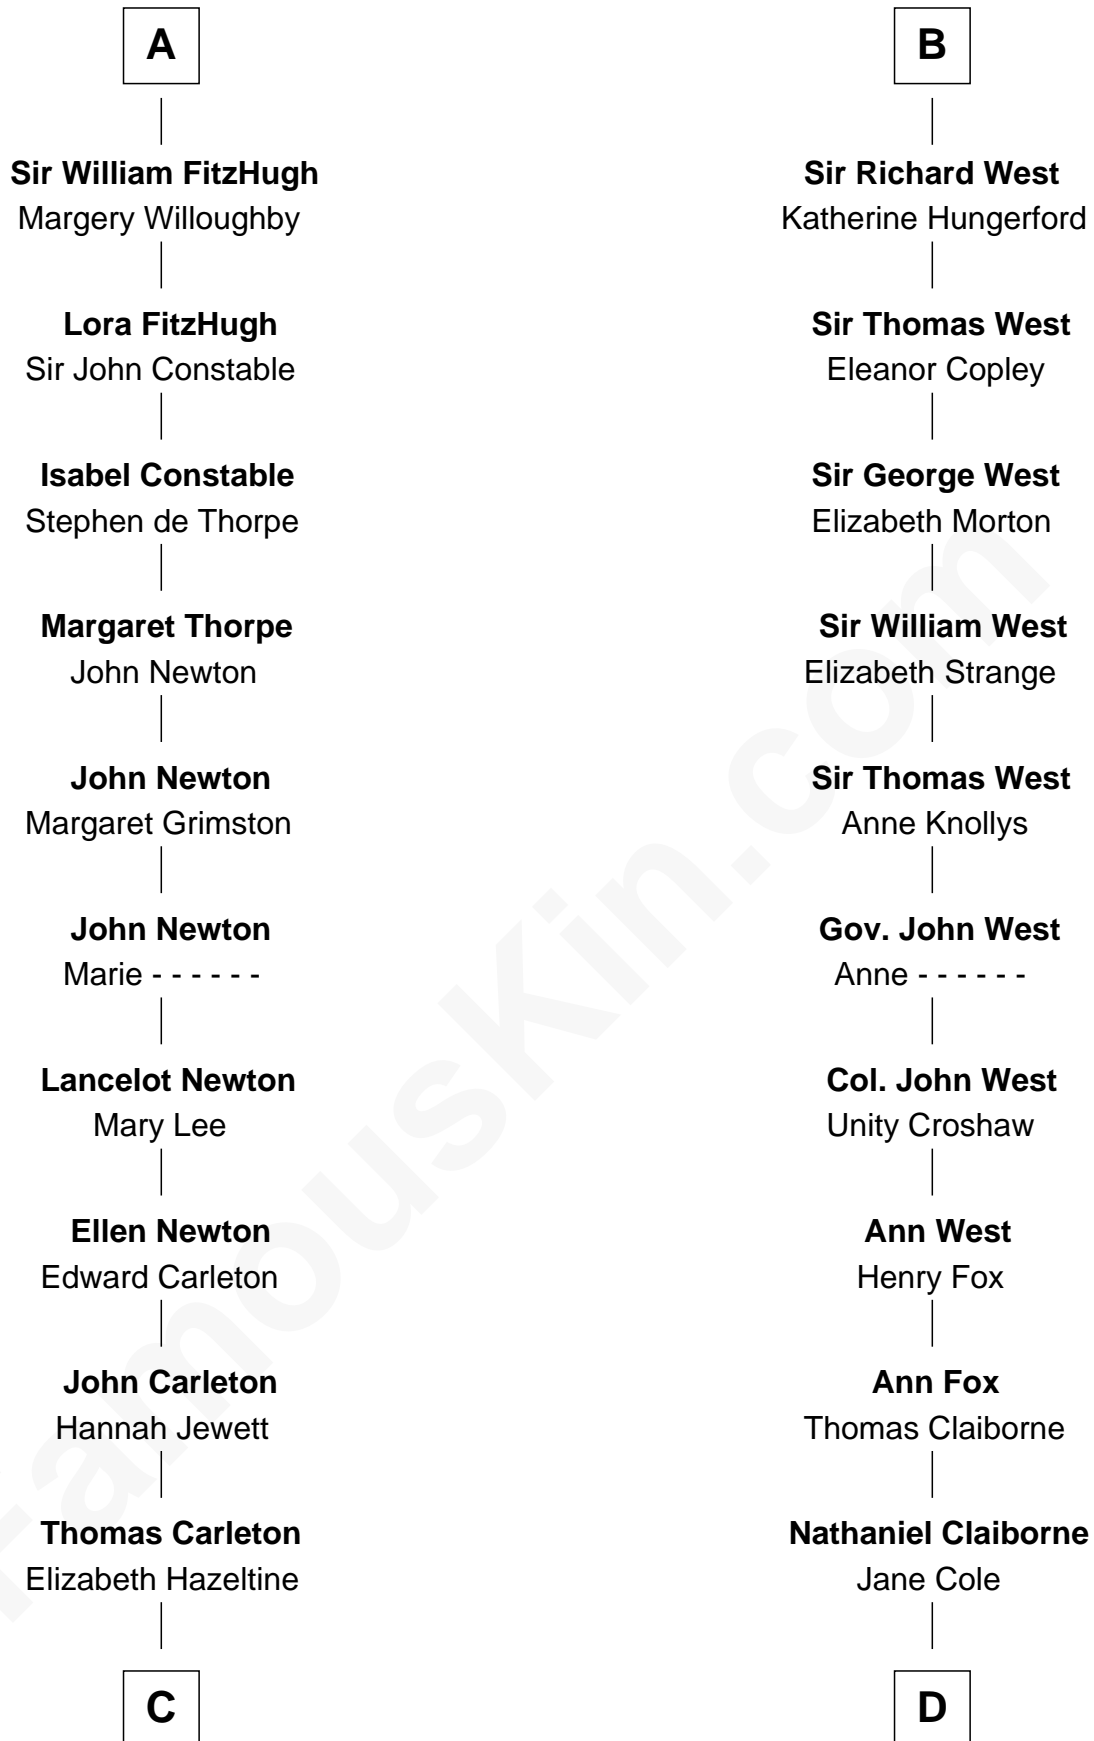 A
Sir William FitzHugh
Margery Willoughby
Lora FitzHugh
Sir John Constable
Isabel Constable
Stephen de Thorpe
Margaret Thorpe
John Newton
John Newton
Margaret Grimston
John Newton
Marie - - - - - -
Lancelot Newton
Mary Lee
Ellen Newton
Edward Carleton
John Carleton
Hannah Jewett
Thomas Carleton
Elizabeth Hazeltine
C
B
Sir Richard West
Katherine Hungerford
Sir Thomas West
Eleanor Copley
Sir George West
Elizabeth Morton
Sir William West
Elizabeth Strange
Sir Thomas West
Anne Knollys
Gov. John West
Anne - - - - - -
Col. John West
Unity Croshaw
Ann West
Henry Fox
Ann Fox
Thomas Claiborne
Nathaniel Claiborne
Jane Cole
D
FamousKin.com